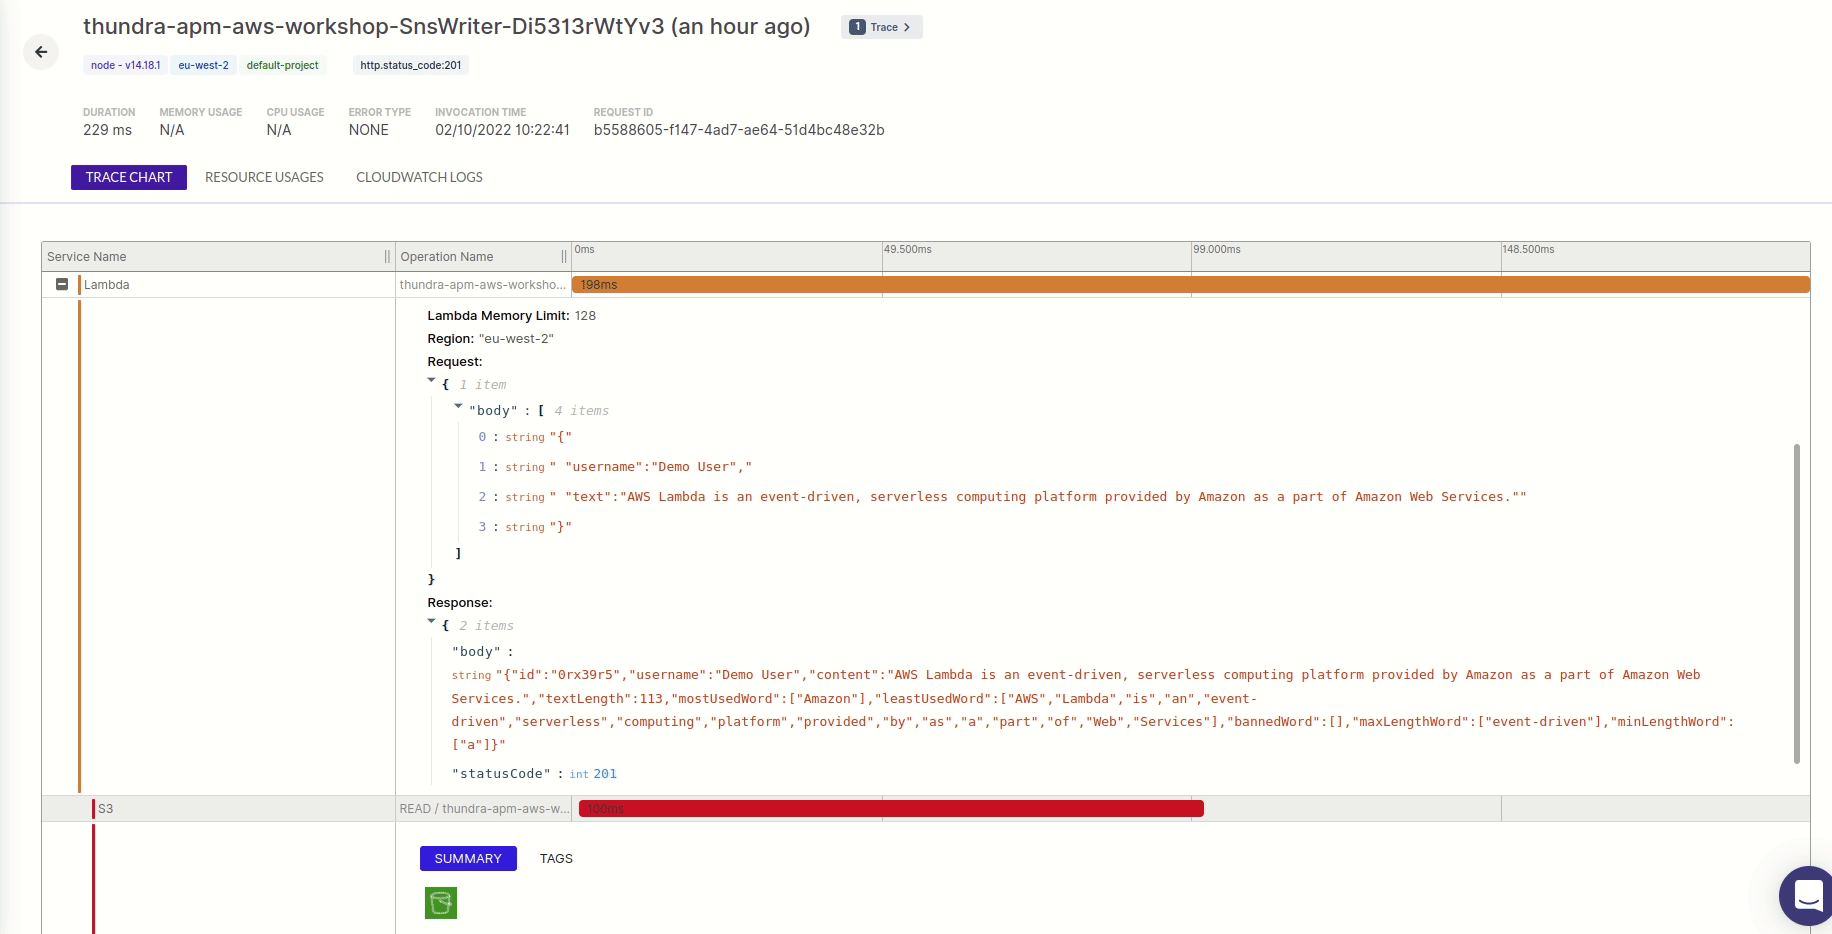 thundra-apm-aws-workshop-SnsWriter-Di5313rWtYv3 (an hour ago)
1 Trace
node - v14.18.1 eu-west-2 default-project http.status_code:201
DURATION MEMORY USAGE CPU USAGE ERROR TYPE INVOCATION TIME REQUEST ID
229 ms N/A N/A NONE 02/10/2022 10:22:41 b5588605-f147-4ad7-ae64-51d4bc48e32b
TRACE CHART RESOURCE USAGES CLOUDWATCH LOGS
Service Name || Operation Name || 0ms 49.500ms 99.000ms 148.500ms
Lambda thundra-apm-aws-worksho... 198ms
Lambda Memory Limit: 128
Region: "eu-west-2"
Request:
{ 1 item
"body" : [ 4 items
0 : string "{"
1 : string " "username":"Demo User","
2 : string " "text":"AWS Lambda is an event-driven, serverless computing platform provided by Amazon as a part of Amazon Web Services.""
3 : string "}"
]
}
Response:
{ 2 items
"body" :
string "{"id":"0rx39r5","username":"Demo User","content":"AWS Lambda is an event-driven, serverless computing platform provided by Amazon as a part of Amazon Web
Services.","textLength":113,"mostUsedWord":["Amazon"],"leastUsedWord":["AWS","Lambda","is","an","event-
driven","serverless","computing","platform","provided","by","as","a","part","of","Web","Services"],"bannedWord":[],"maxLengthWord":["event-driven"],"minLengthWord":
["a"]}"
"statusCode" : int 201
S3 READ / thundra-apm-aws-w... 100ms
SUMMARY TAGS